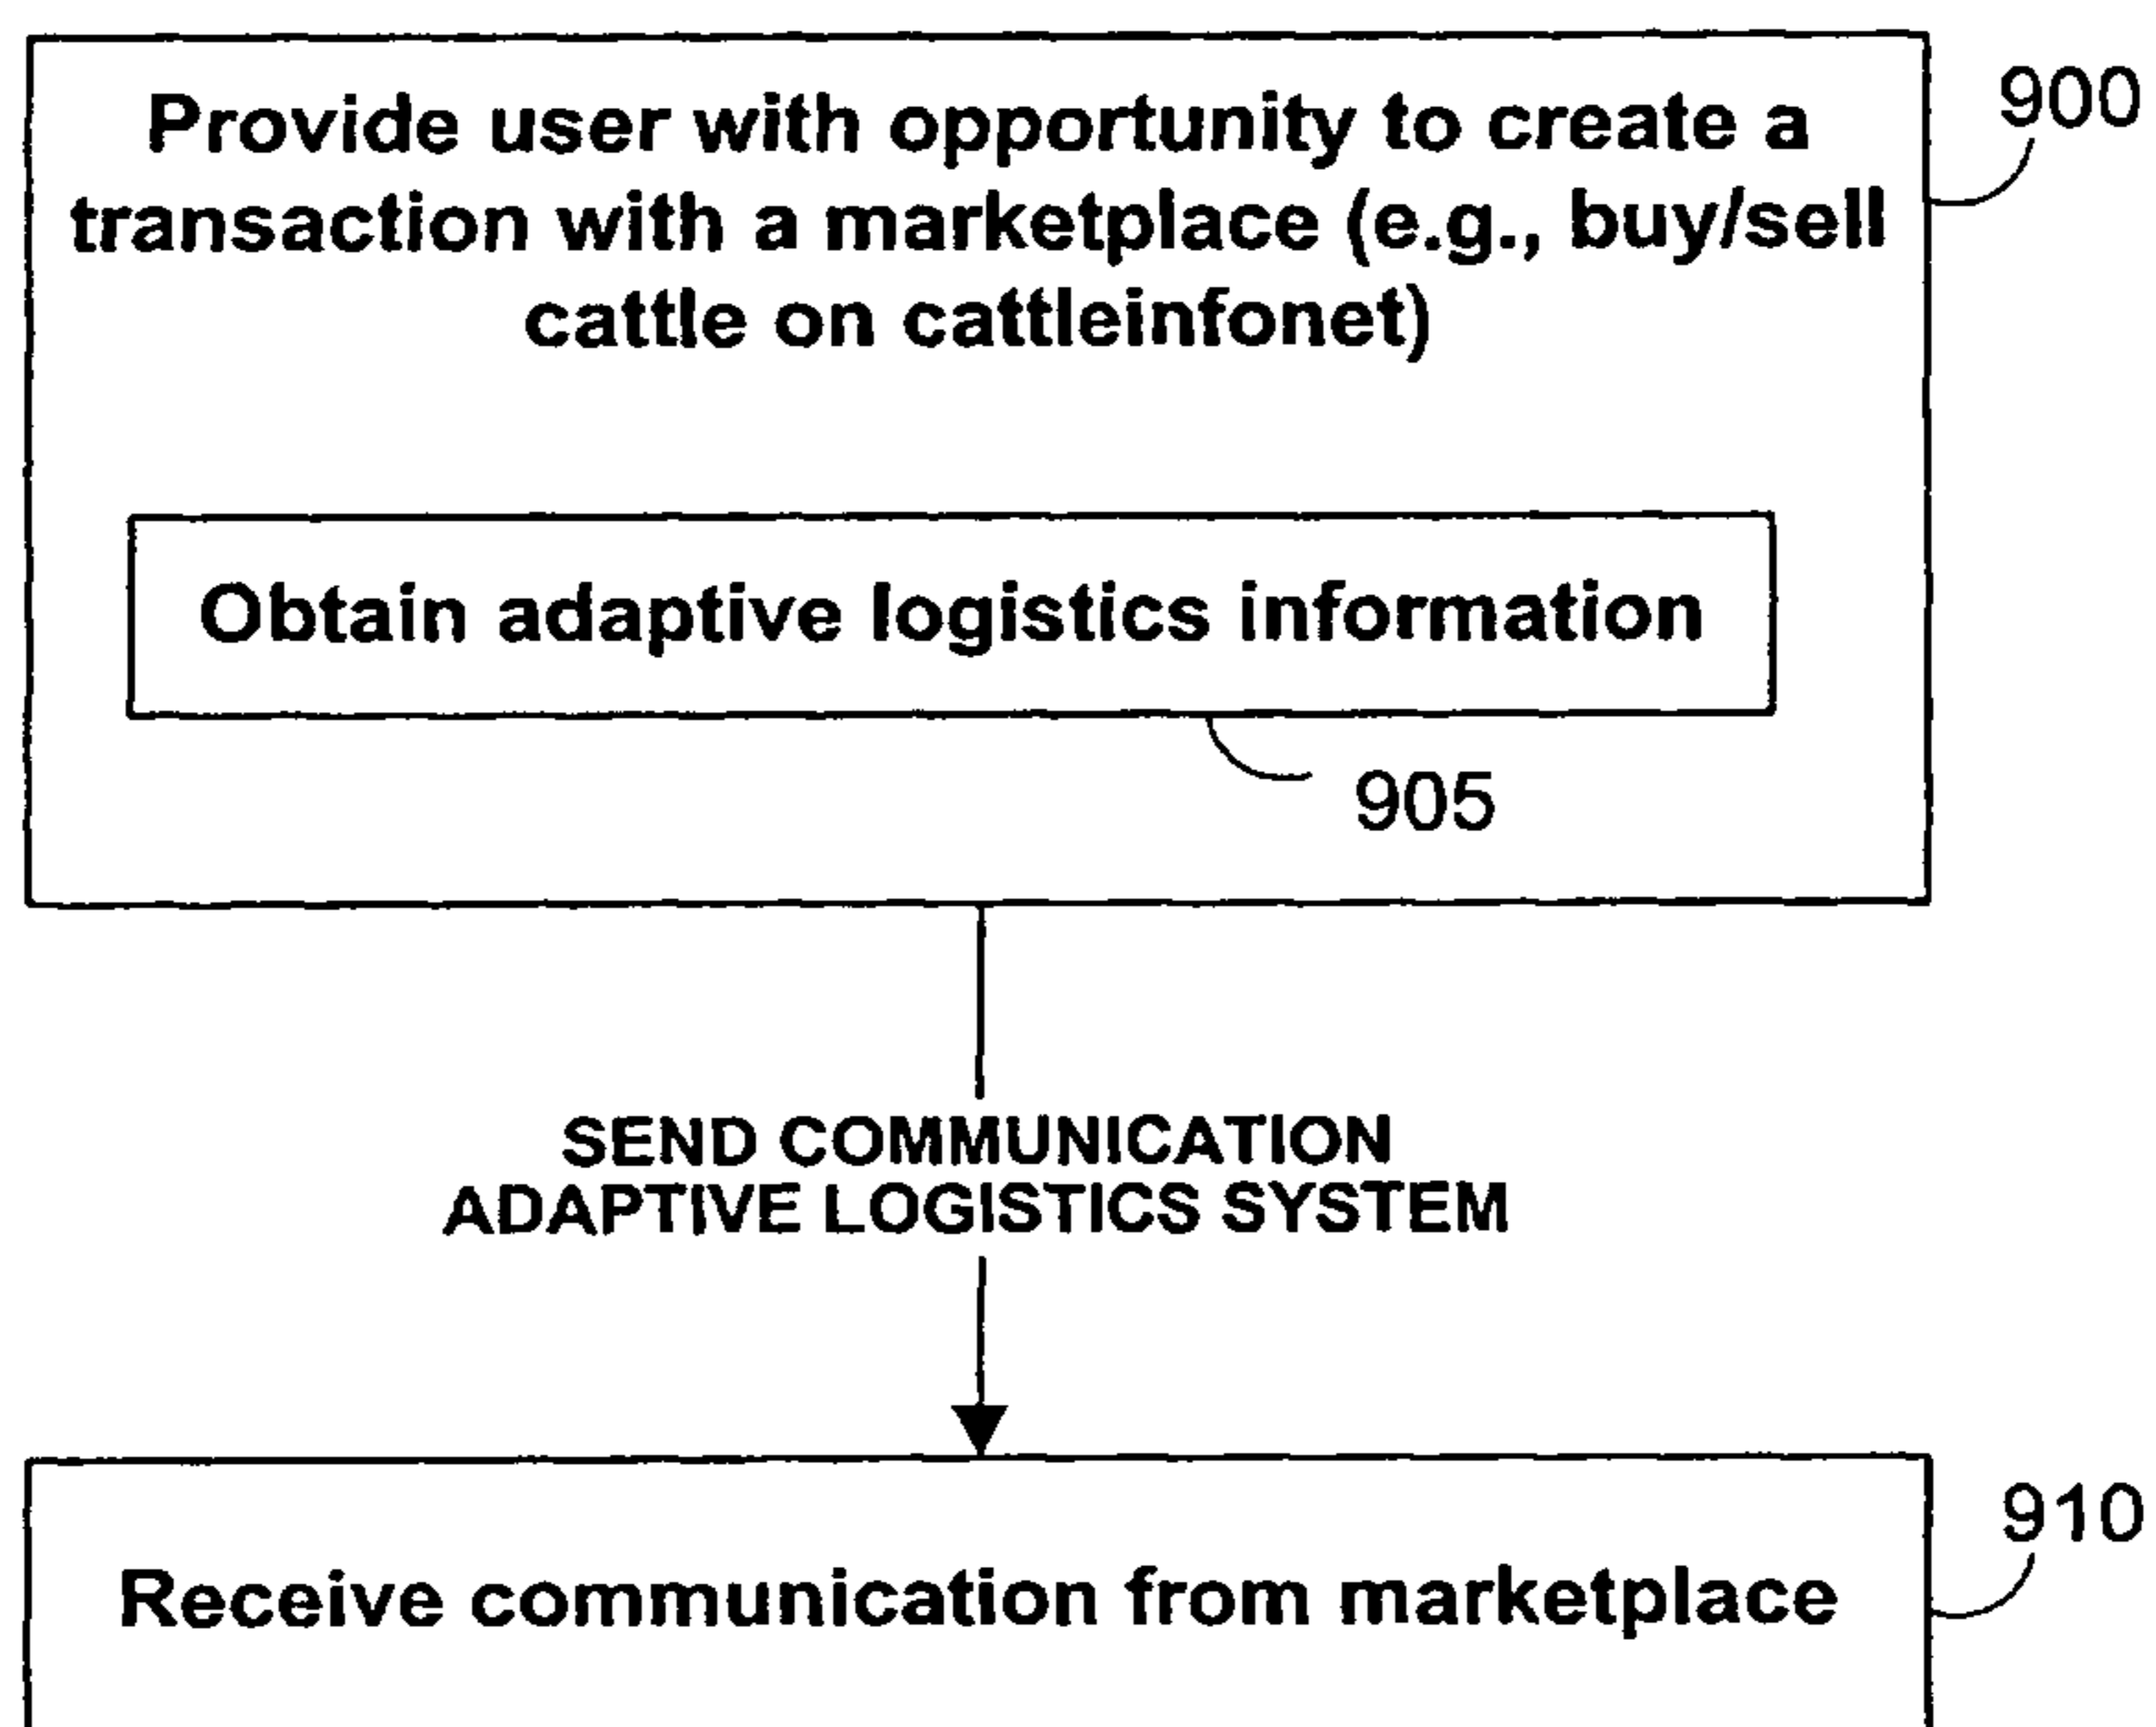 Provide user with opportunity to create a
transaction with a marketplace (e.g., buy/sell
cattle on cattleinfonet)
900
Obtain adaptive logistics information
905
SEND COMMUNICATION
ADAPTIVE LOGISTICS SYSTEM
910
Receive communication from marketplace